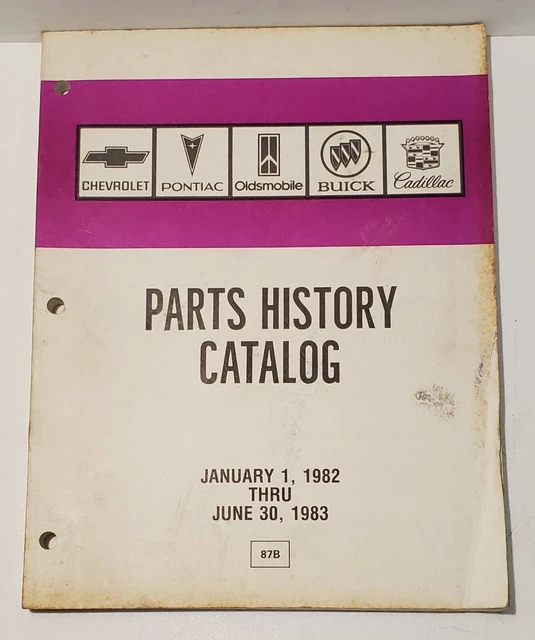 CHEVROLET PONTIAC Oldsmobile BUICK Cadillac
PARTS HISTORY
CATALOG
JANUARY 1, 1982
THRU
JUNE 30, 1983
87B